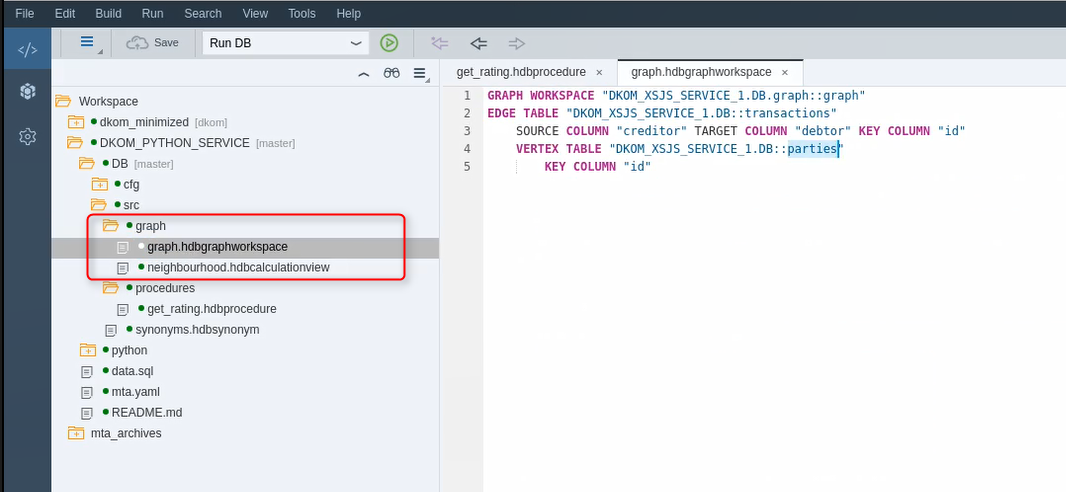 File Edit Build Run Search View Tools Help
</> Save Run DB
get_rating.hdbprocedure × graph.hdbgraphworkspace ×
Workspace
dkom_minimized [dkom]
DKOM_PYTHON_SERVICE [master]
DB [master]
cfg
src
graph
graph.hdbgraphworkspace
neighbourhood.hdbcalculationview
procedures
get_rating.hdbprocedure
synonyms.hdbsynonym
python
data.sql
mta.yaml
README.md
mta_archives
1 GRAPH WORKSPACE "DKOM_XSJS_SERVICE_1.DB.graph::graph"
2 EDGE TABLE "DKOM_XSJS_SERVICE_1.DB::transactions"
3 SOURCE COLUMN "creditor" TARGET COLUMN "debtor" KEY COLUMN "id"
4 VERTEX TABLE "DKOM_XSJS_SERVICE_1.DB::parties"
5 KEY COLUMN "id"